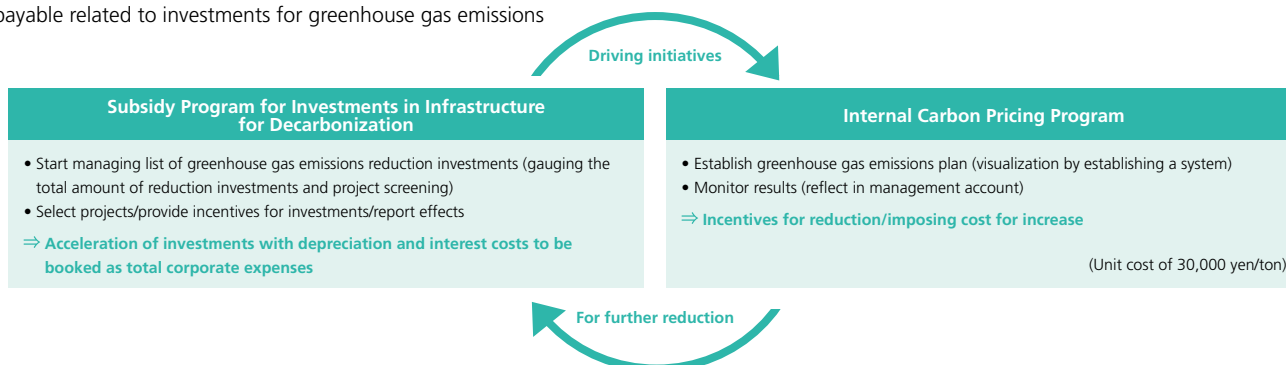 payable related to investments for greenhouse gas emissions
Driving initiatives
Subsidy Program for Investments in Infrastructure
for Decarbonization
• Start managing list of greenhouse gas emissions reduction investments (gauging the
total amount of reduction investments and project screening)
• Select projects/provide incentives for investments/report effects
⇒ Acceleration of investments with depreciation and interest costs to be
booked as total corporate expenses
Internal Carbon Pricing Program
• Establish greenhouse gas emissions plan (visualization by establishing a system)
• Monitor results (reflect in management account)
⇒ Incentives for reduction/imposing cost for increase
(Unit cost of 30,000 yen/ton)
For further reduction